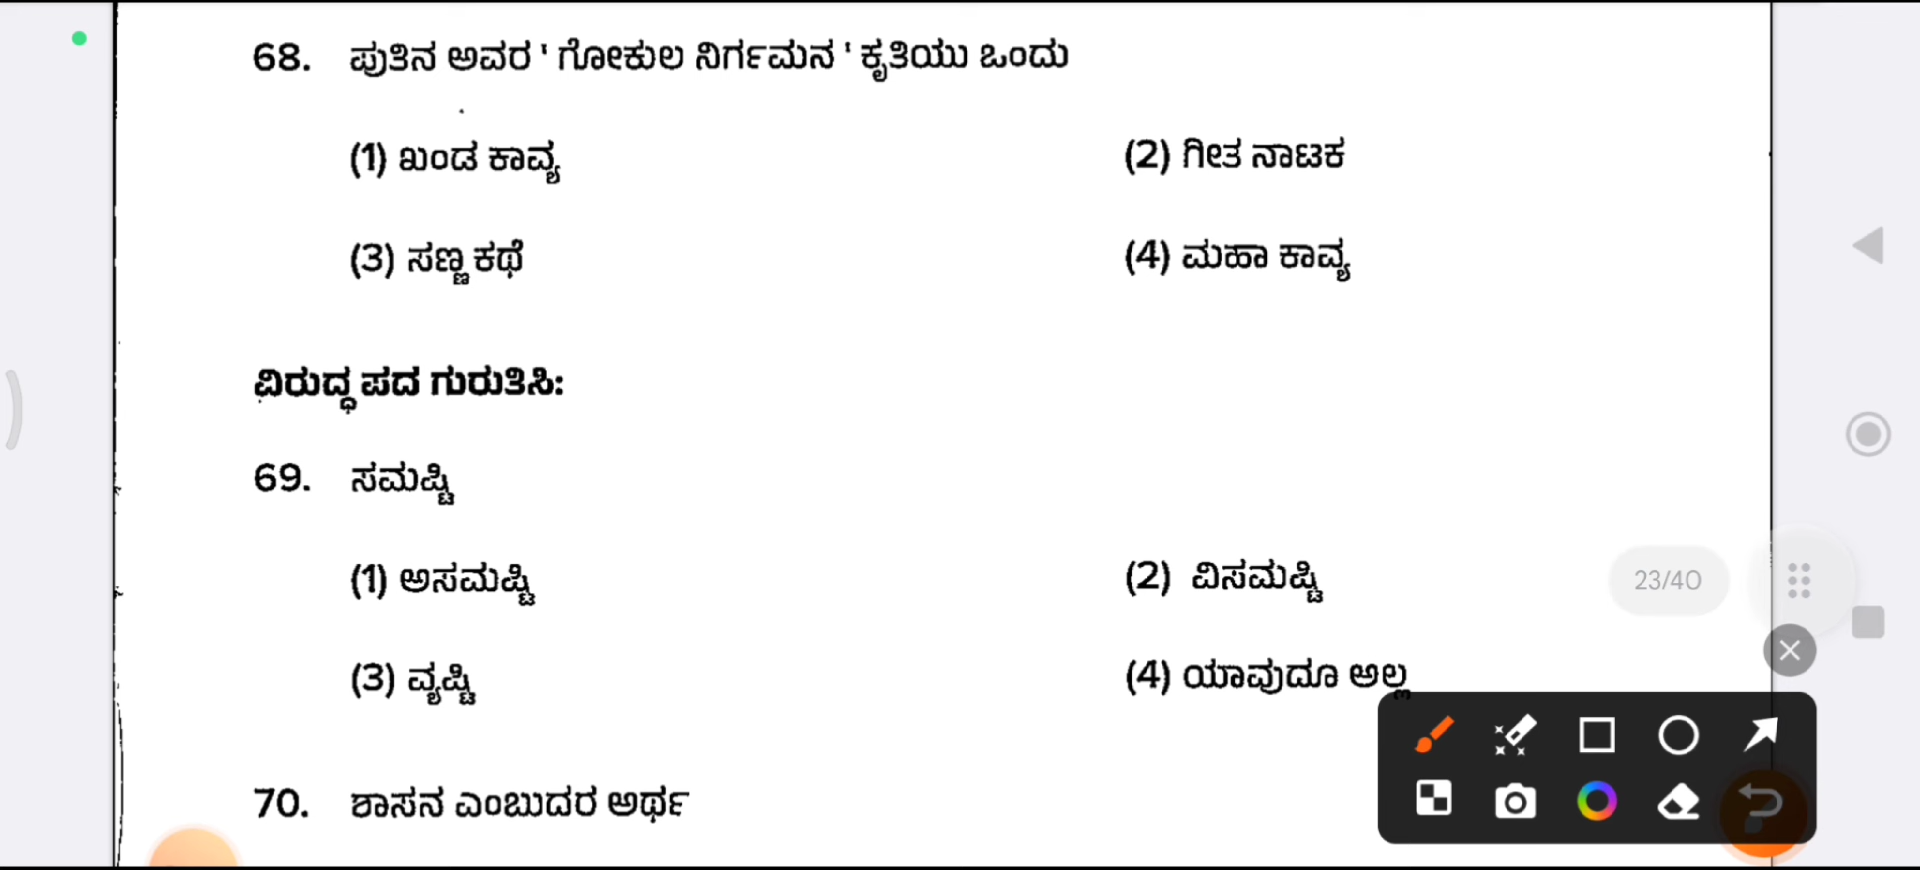 68. ಪುತಿನ ಅವರ ' ಗೋಕುಲ ನಿರ್ಗಮನ ' ಕೃತಿಯು ಒಂದು
(1) ಖಂಡ ಕಾವ್ಯ (2) ಗೀತ ನಾಟಕ
(3) ಸಣ್ಣ ಕಥೆ (4) ಮಹಾ ಕಾವ್ಯ
ವಿರುದ್ಧ ಪದ ಗುರುತಿಸಿ:
69. ಸಮಷ್ಟಿ
(1) ಅಸಮಷ್ಟಿ (2) ವಿಸಮಷ್ಟಿ
23/40
(3) ವ್ಯಷ್ಟಿ (4) ಯಾವುದೂ ಅಲ್ಲ
70. ಶಾಸನ ಎಂಬುದರ ಅರ್ಥ